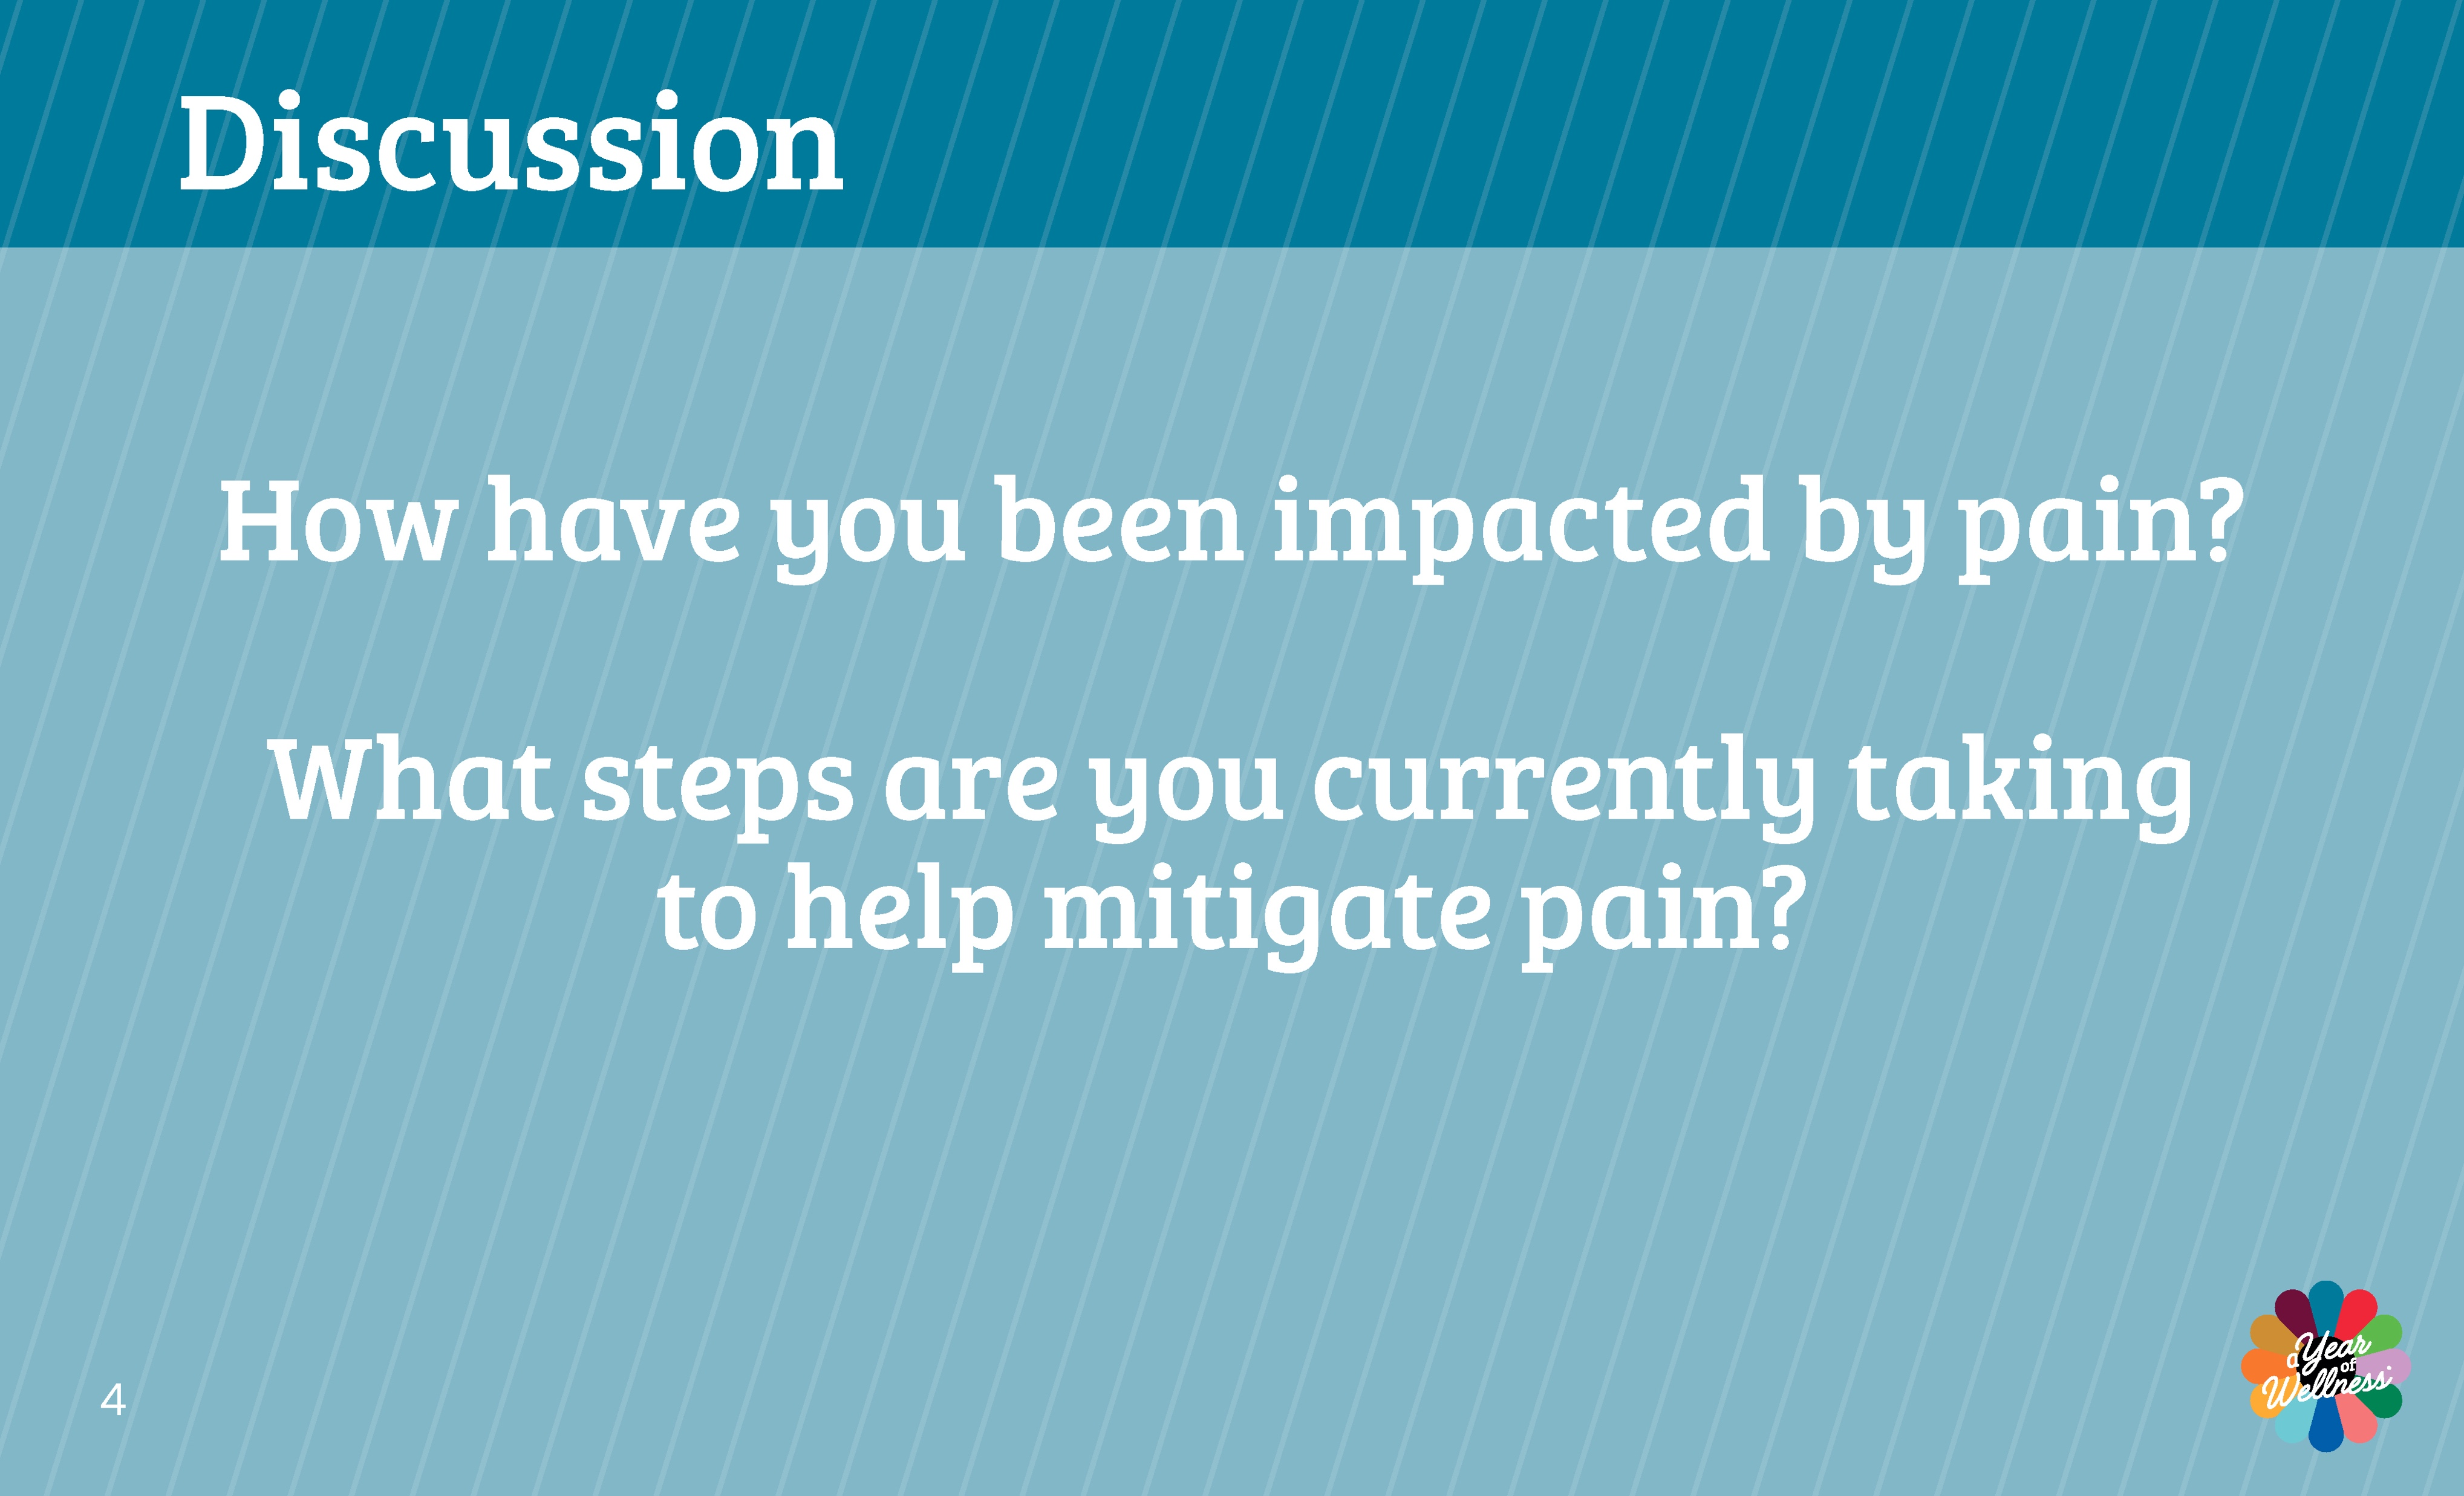 Discussion
How have you been impacted by pain?
What steps are you currently taking
to help mitigate pain?
4
a Year
of
Wellness